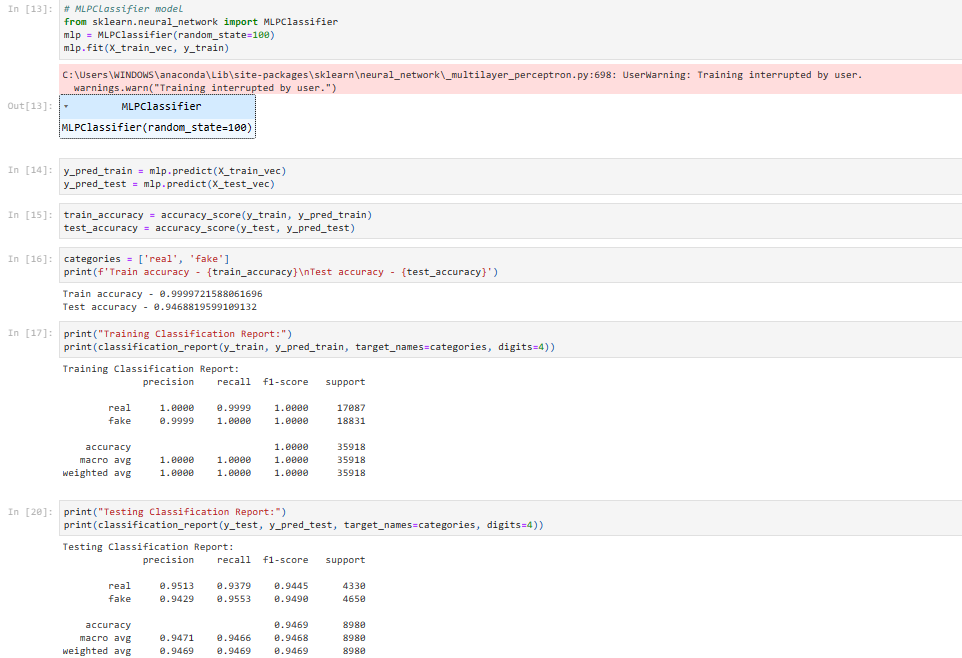 In [13]: # MLPClassifier model
from sklearn.neural_network import MLPClassifier
mlp = MLPClassifier(random_state=100)
mlp.fit(X_train_vec, y_train)
C:\Users\WINDOWS\anaconda\Lib\site-packages\sklearn\neural_network\_multilayer_perceptron.py:698: UserWarning: Training interrupted by user.
warnings.warn("Training interrupted by user.")
Out[13]: MLPClassifier
MLPClassifier(random_state=100)
In [14]: y_pred_train = mlp.predict(X_train_vec)
y_pred_test = mlp.predict(X_test_vec)
In [15]: train_accuracy = accuracy_score(y_train, y_pred_train)
test_accuracy = accuracy_score(y_test, y_pred_test)
In [16]: categories = ['real', 'fake']
print(f'Train accuracy - {train_accuracy}\nTest accuracy - {test_accuracy}')
Train accuracy - 0.9999721588061696
Test accuracy - 0.9468819599109132
In [17]: print("Training Classification Report:")
print(classification_report(y_train, y_pred_train, target_names=categories, digits=4))
Training Classification Report:
precision recall f1-score support
real 1.0000 0.9999 1.0000 17087
fake 0.9999 1.0000 1.0000 18831
accuracy 1.0000 35918
macro avg 1.0000 1.0000 1.0000 35918
weighted avg 1.0000 1.0000 1.0000 35918
In [20]: print("Testing Classification Report:")
print(classification_report(y_test, y_pred_test, target_names=categories, digits=4))
Testing Classification Report:
precision recall f1-score support
real 0.9513 0.9379 0.9445 4330
fake 0.9429 0.9553 0.9490 4650
accuracy 0.9469 8980
macro avg 0.9471 0.9466 0.9468 8980
weighted avg 0.9469 0.9469 0.9469 8980